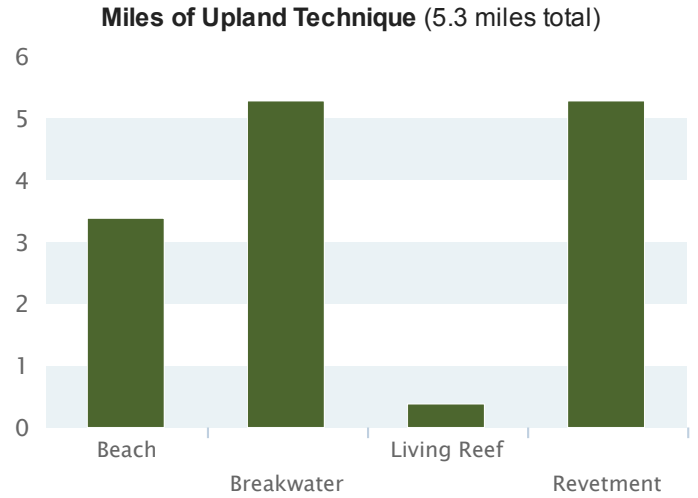 Miles of Upland Technique (5.3 miles total)
6
5
4
3
2
1
0
Beach
Living Reef
Breakwater
Revetment